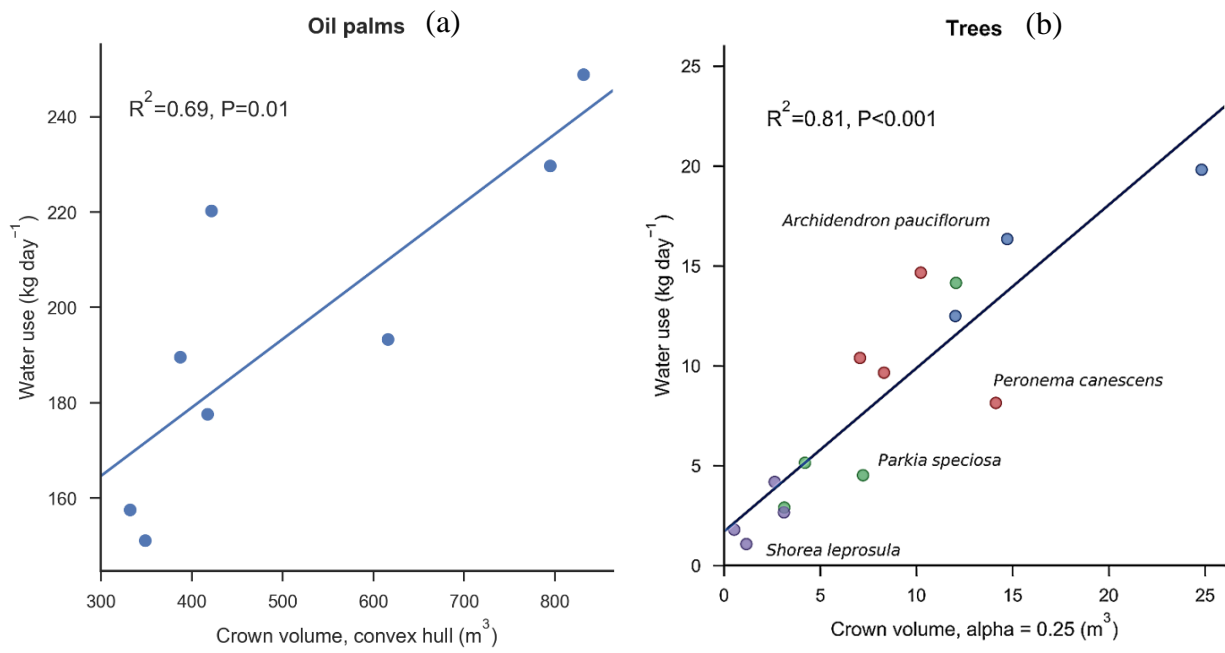 Oil palms (a)
R²=0.69, P=0.01
Water use (kg day⁻¹)
240
220
200
180
160
300 400 500 600 700 800
Crown volume, convex hull (m³)
Trees (b)
R²=0.81, P<0.001
Water use (kg day⁻¹)
25
20
15
10
5
0
Archidendron pauciflorum
Peronema canescens
Parkia speciosa
Shorea leprosula
0 5 10 15 20 25
Crown volume, alpha = 0.25 (m³)